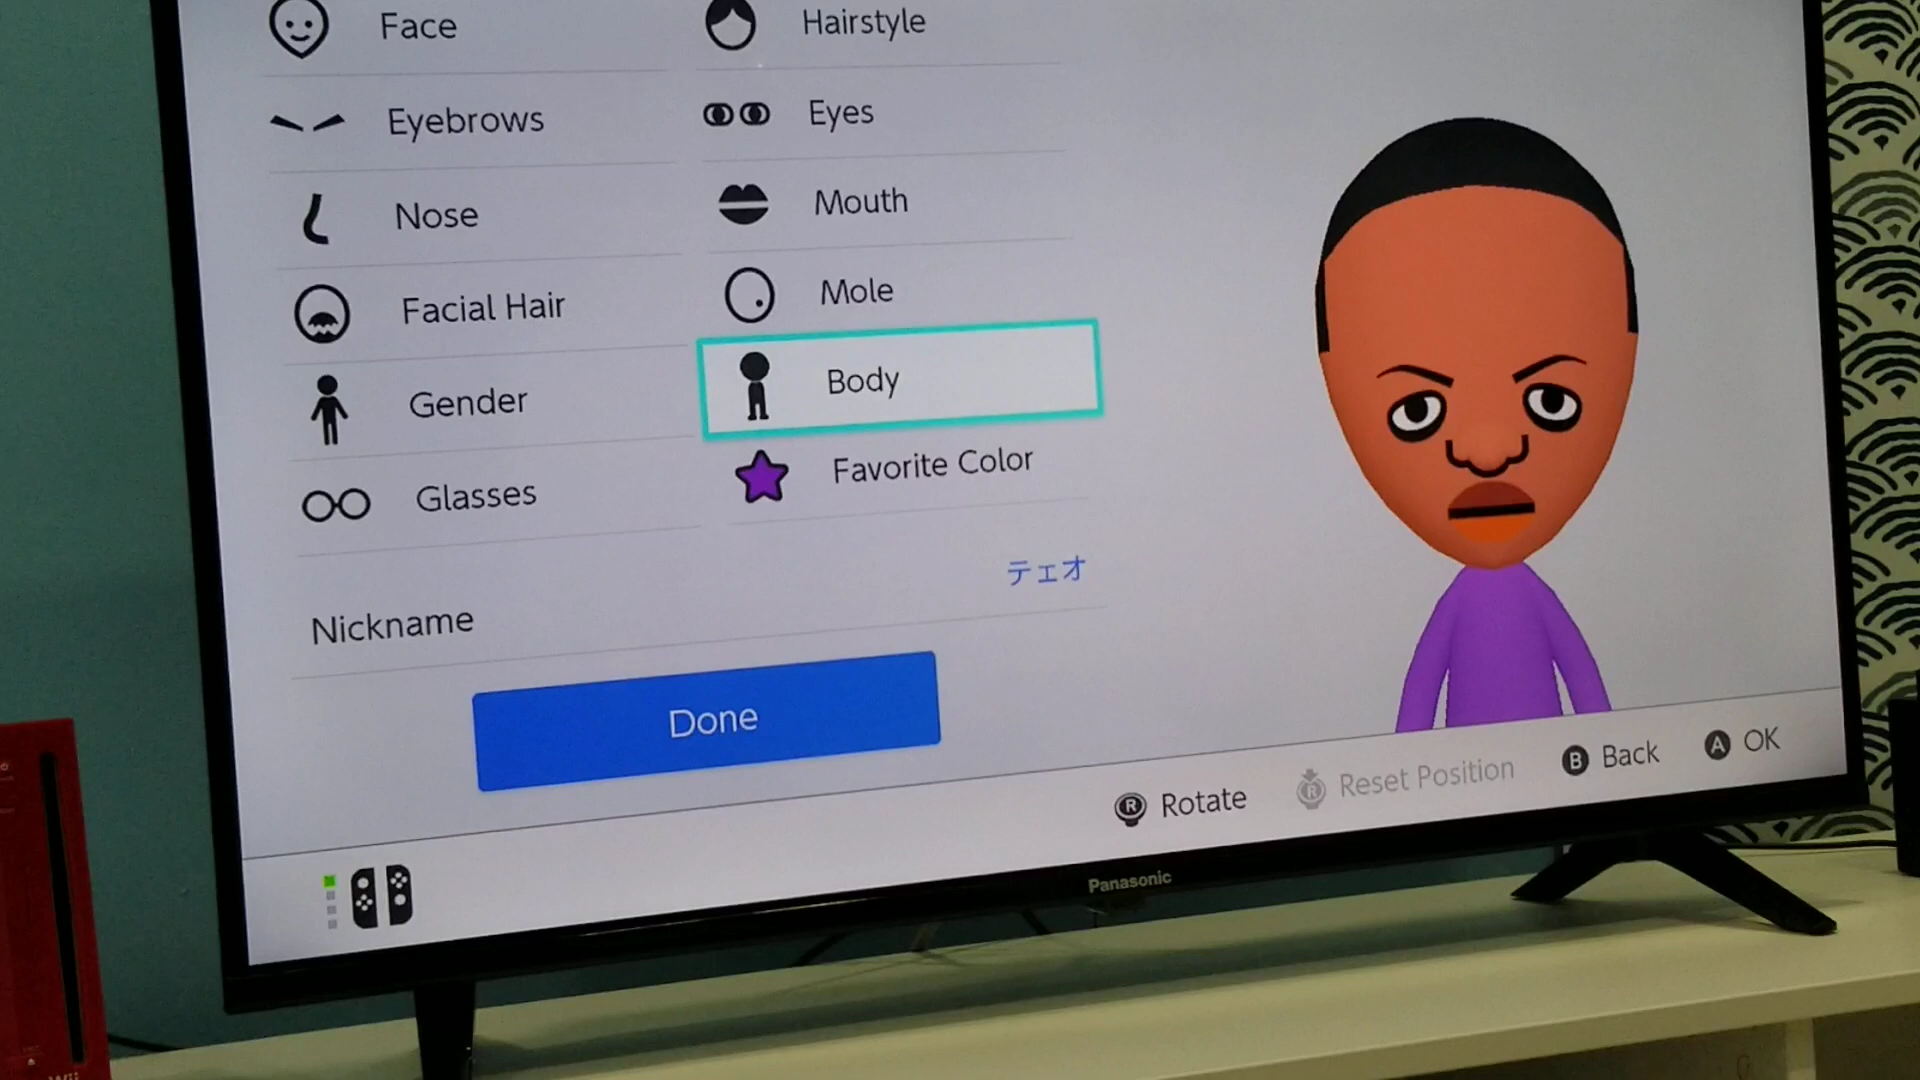 Face
Hairstyle
Eyebrows
Eyes
Nose
Mouth
Facial Hair
Mole
Gender
Body
Glasses
Favorite Color
Nickname
テェオ
Done
R Rotate
R Reset Position
B Back
A OK
Panasonic
Wii